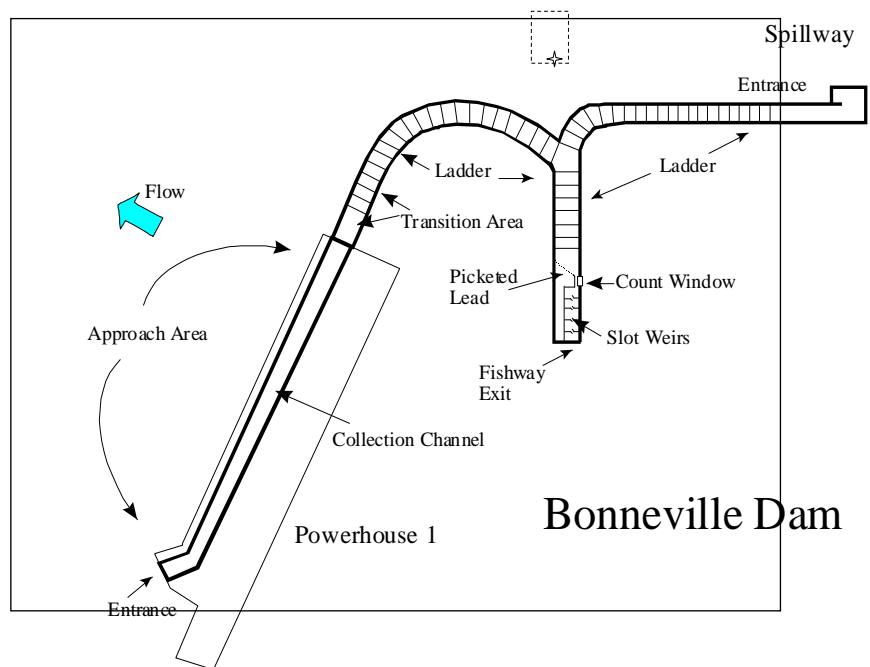 Spillway
Entrance
Ladder
Ladder
Flow
Transition Area
Picketed
Lead
Count Window
Approach Area
Slot Weirs
Fishway
Exit
Collection Channel
Bonneville Dam
Powerhouse 1
Entrance